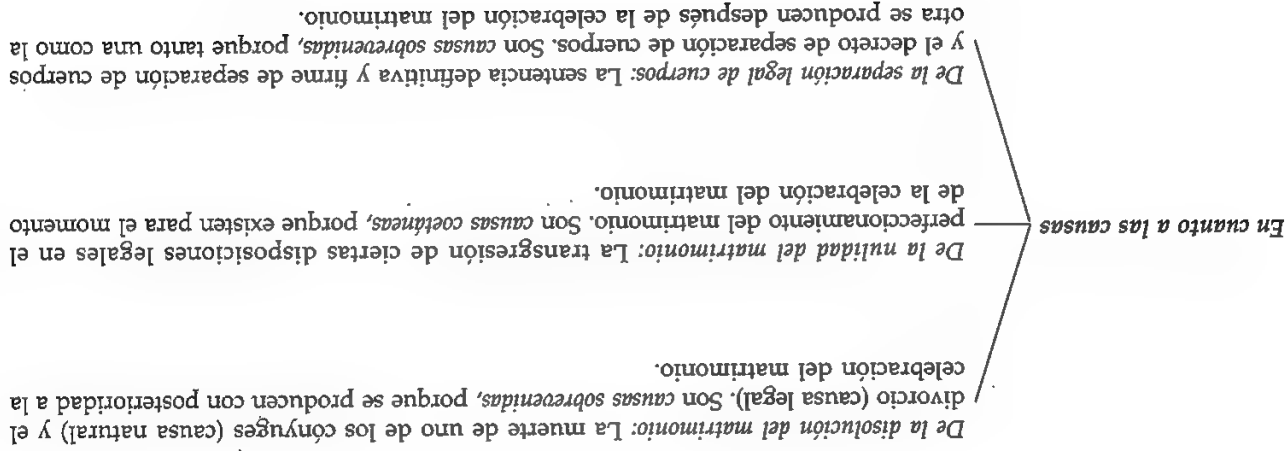 De la disolución del matrimonio: La muerte de uno de los cónyuges (causa natural) y el
divorcio (causa legal). Son causas sobrevenidas, porque se producen con posterioridad a la
celebración del matrimonio.
En cuanto a las causas
De la nulidad del matrimonio: La transgresión de ciertas disposiciones legales en el
perfeccionamiento del matrimonio. Son causas coetáneas, porque existen para el momento
de la celebración del matrimonio.
De la separación legal de cuerpos: La sentencia definitiva y firme de separación de cuerpos
y el decreto de separación de cuerpos. Son causas sobrevenidas, porque tanto una como la
otra se producen después de la celebración del matrimonio.